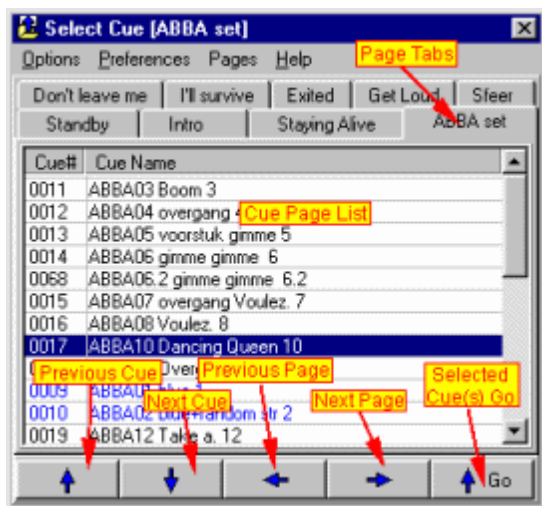 Select Cue [ABBA set]
Options Preferences Pages Help
Page Tabs
Don't leave me I'll survive Exited Get Loud Sfeer
Standby Intro Staying Alive ABBA set
Cue# Cue Name
0011 ABBA03 Boom 3
0012 ABBA04 overgang 4
Cue Page List
0013 ABBA05 voorstuk gimme 5
0014 ABBA06 gimme gimme 6
0068 ABBA06.2 gimme gimme 6.2
0015 ABBA07 overgang Voulez. 7
0016 ABBA08 Voulez. 8
0017 ABBA10 Dancing Queen 10
Previous Cue Previous Page Selected
Cue(s) Go
0009
Next Cue Next Page
0010 ABBA02 blue+random str 2
0019 ABBA12 Take a. 12
Go